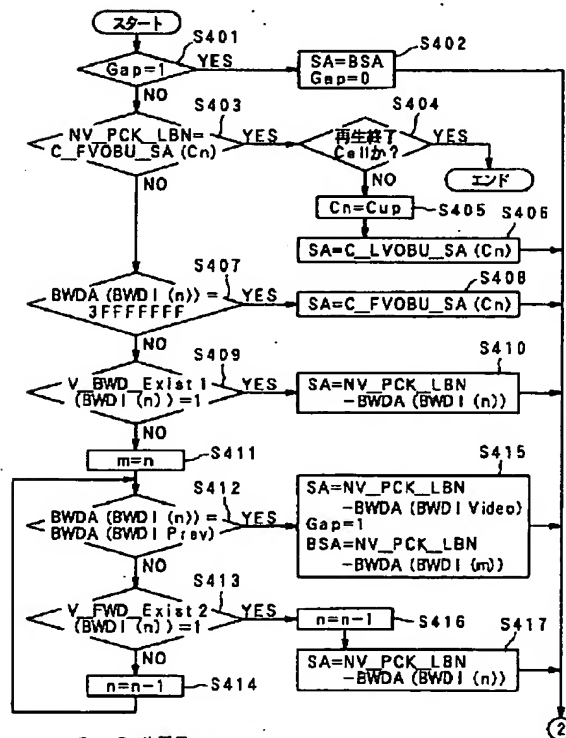 スタート
S401
Gap=1
YES
SA=BSA
Gap=0
S402
NO
S403
NV_PCK_LBN=
C_FVOBU_SA (Cn)
YES
再生終了
Cellか?
S404
YES
エンド
NO
NO
Cn=Cup
S405
S406
SA=C_LVOBU_SA (Cn)
S407
BWDA (BWDI (n)) =
3FFFFFFF
YES
S408
SA=C_FVOBU_SA (Cn)
NO
S409
V_BWD_Exist1
(BWDI (n)) =1
YES
S410
SA=NV_PCK_LBN
-BWDA (BWDI (n))
NO
m=n
S411
S412
BWDA (BWDI (n)) =
BWDA (BWDI Prev)
YES
S415
SA=NV_PCK_LBN
-BWDA (BWDI Video)
Gap=1
BSA=NV_PCK_LBN
-BWDA (BWDI (m))
NO
S413
V_FWD_Exist2
(BWDI (n)) =1
YES
n=n-1
S416
NO
S417
SA=NV_PCK_LBN
-BWDA (BWDI (n))
n=n-1
S414
2